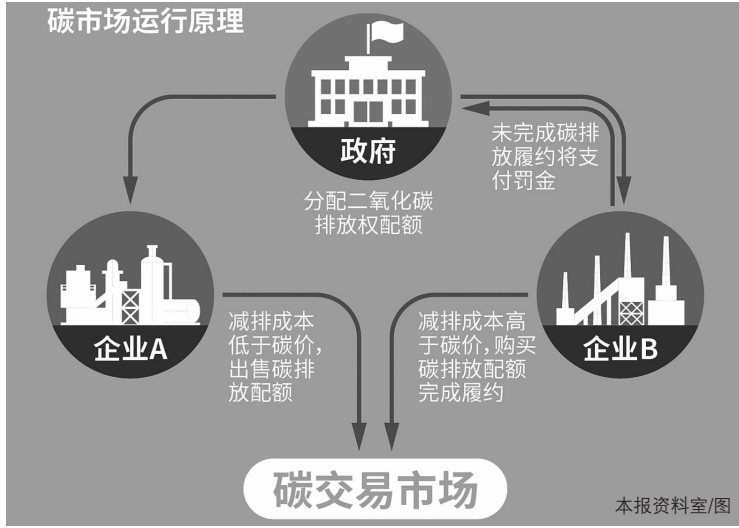 碳市场运行原理
政府
分配二氧化碳
排放权配额
未完成碳排
放履约将支
付罚金
企业A
减排成本
低于碳价，
出售碳排
放配额
减排成本高
于碳价，购买
碳排放配额
完成履约
企业B
碳交易市场
本报资料室/图